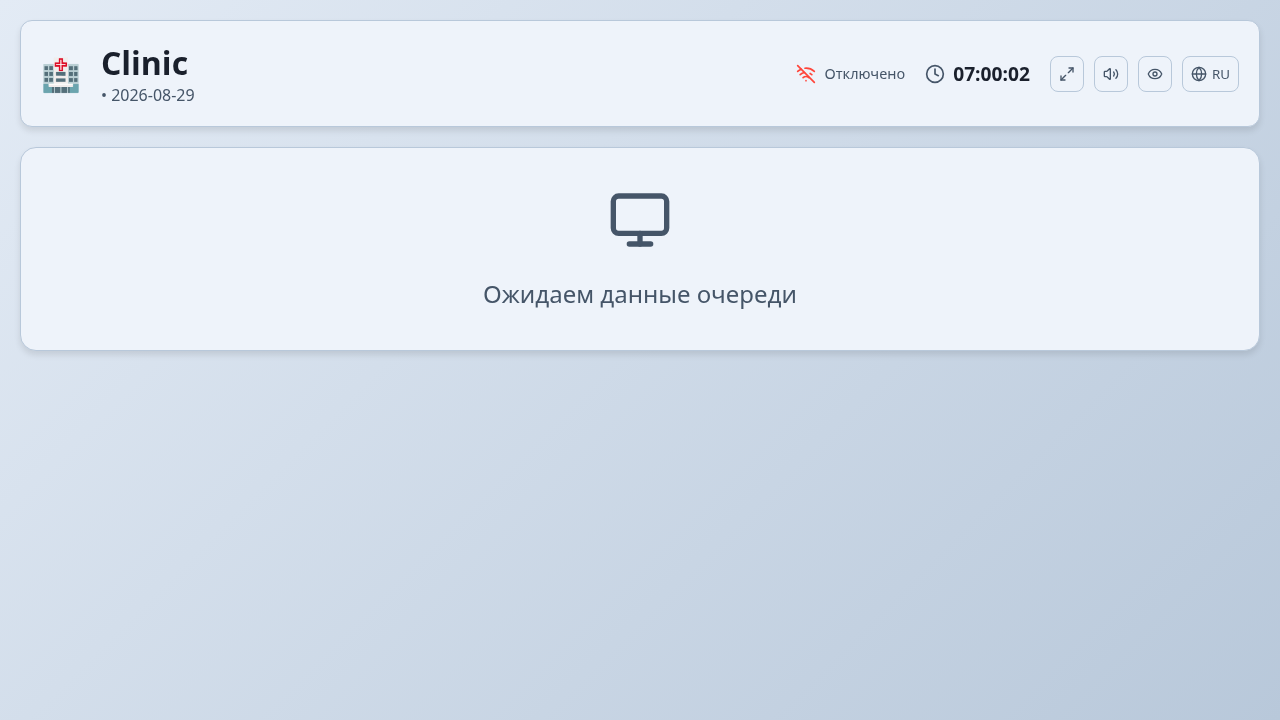 Clinic
• 2026-08-29
Отключено
07:00:02
RU
Ожидаем данные очереди